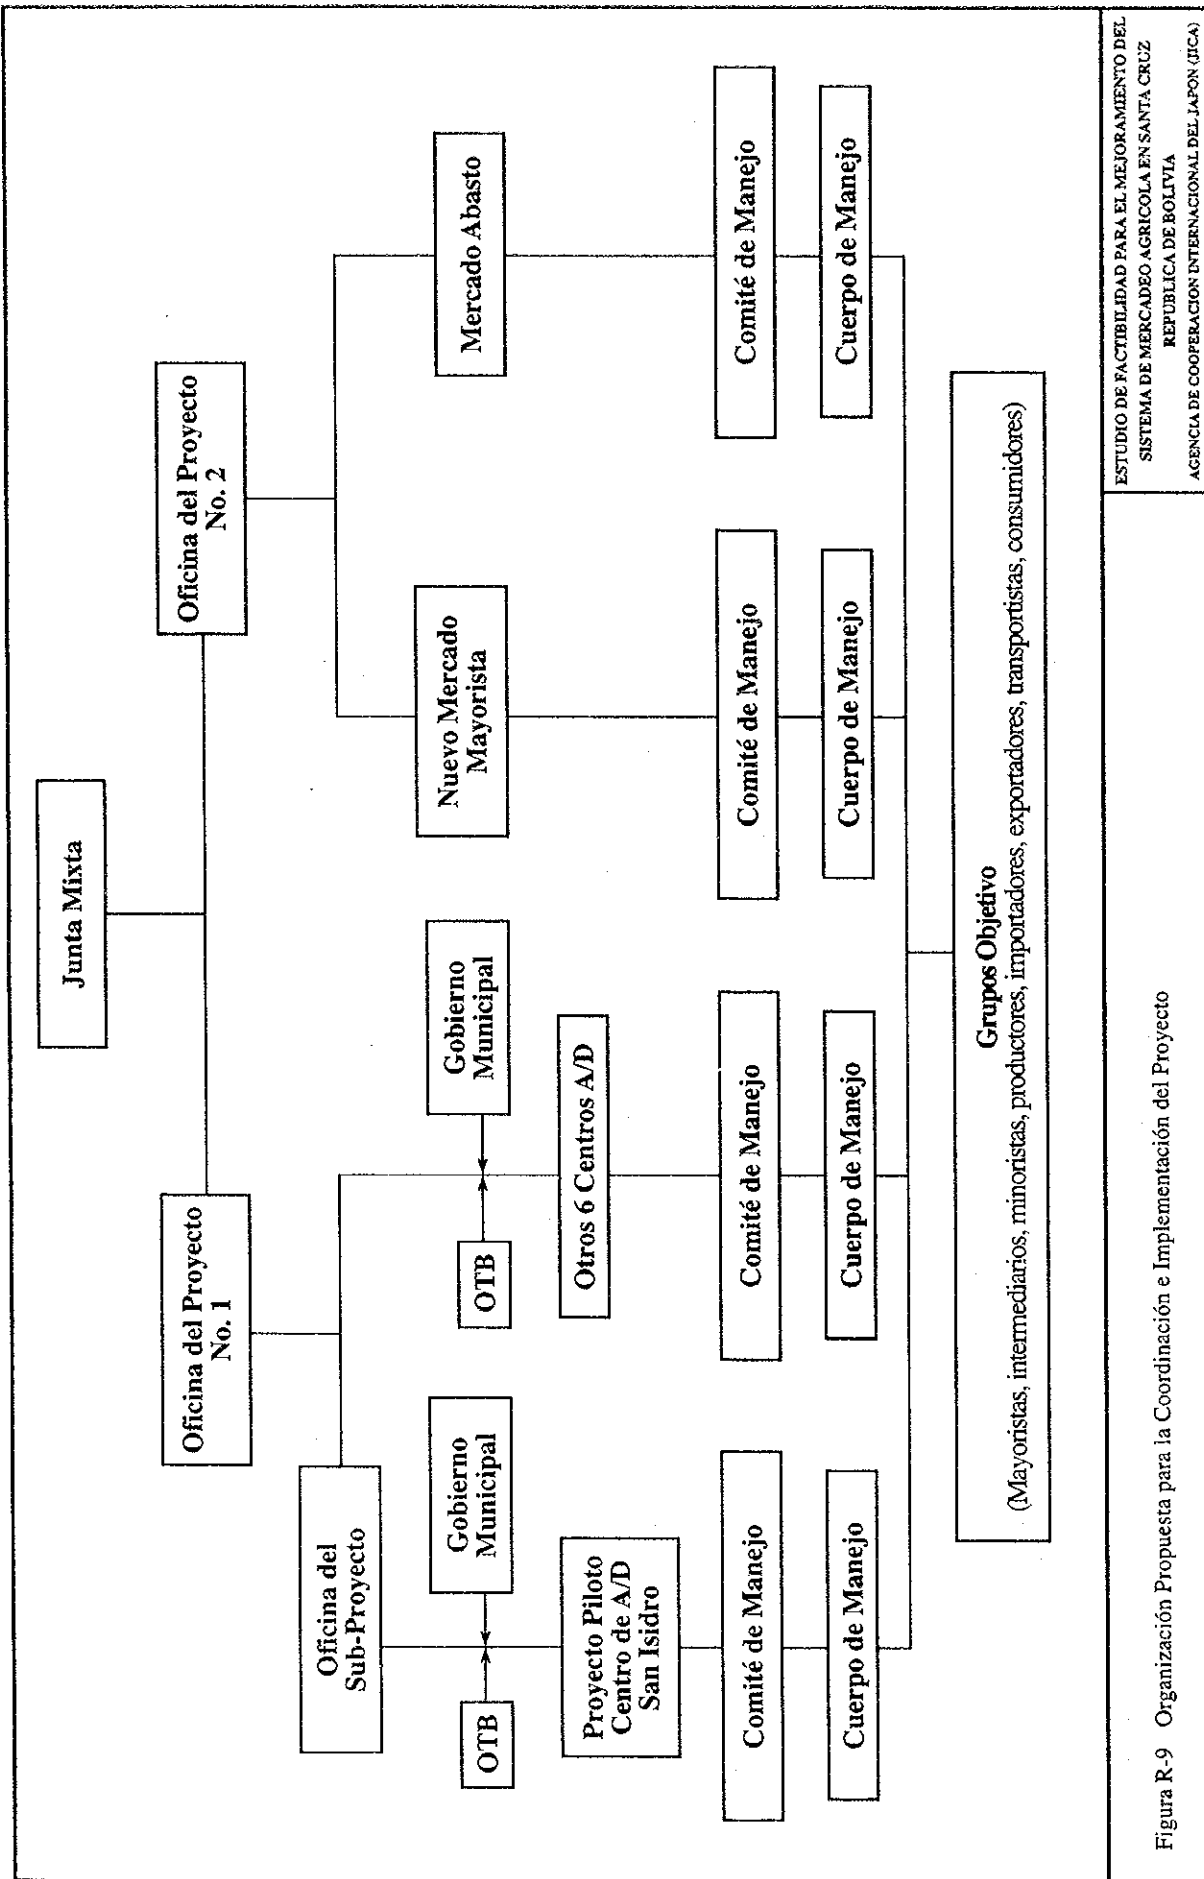 Junta Mixta
Oficina del Proyecto
No. 1
Oficina del Proyecto
No. 2
Oficina del
Sub-Proyecto
Gobierno
Municipal
OTB
Gobierno
Municipal
OTB
Nuevo Mercado
Mayorista
Mercado Abasto
Proyecto Piloto
Centro de A/D
San Isidro
Otros 6 Centros A/D
Comité de Manejo
Comité de Manejo
Comité de Manejo
Comité de Manejo
Cuerpo de Manejo
Cuerpo de Manejo
Cuerpo de Manejo
Cuerpo de Manejo
Grupos Objetivo
(Mayoristas, intermediarios, minoristas, productores, importadores, exportadores, transportistas, consumidores)
Figura R-9 Organización Propuesta para la Coordinación e Implementación del Proyecto
ESTUDIO DE FACTIBILIDAD PARA EL MEJORAMIENTO DEL
SISTEMA DE MERCADEO AGRICOLA EN SANTA CRUZ
REPUBLICA DE BOLIVIA
AGENCIA DE COOPERACION INTERNACIONAL DEL JAPON (JICA)